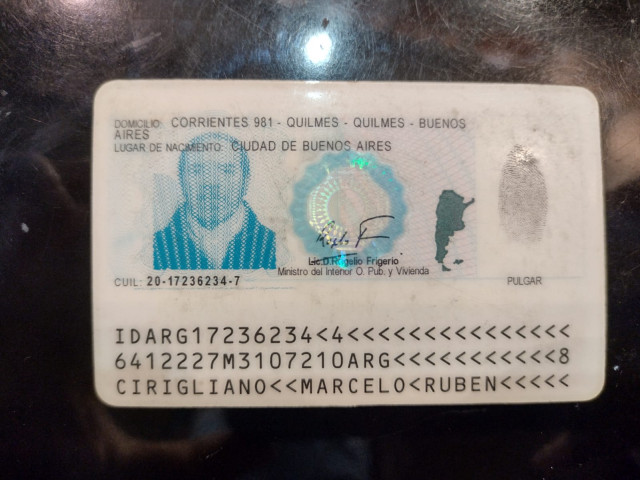 DOMICILIO: CORRIENTES 981 - QUILMES - QUILMES - BUENOS
AIRES
LUGAR DE NACIMIENTO: CIUDAD DE BUENOS AIRES
Lic.D.Rogelio Frigerio
Ministro del Interior O. Pub. y Vivienda
CUIL: 20-17236234-7
PULGAR
IDARG17236234<4<<<<<<<<<<<<<<<
6412227M3107210ARG<<<<<<<<<<<8
CIRIGLIANO<<MARCELO<RUBEN<<<<<